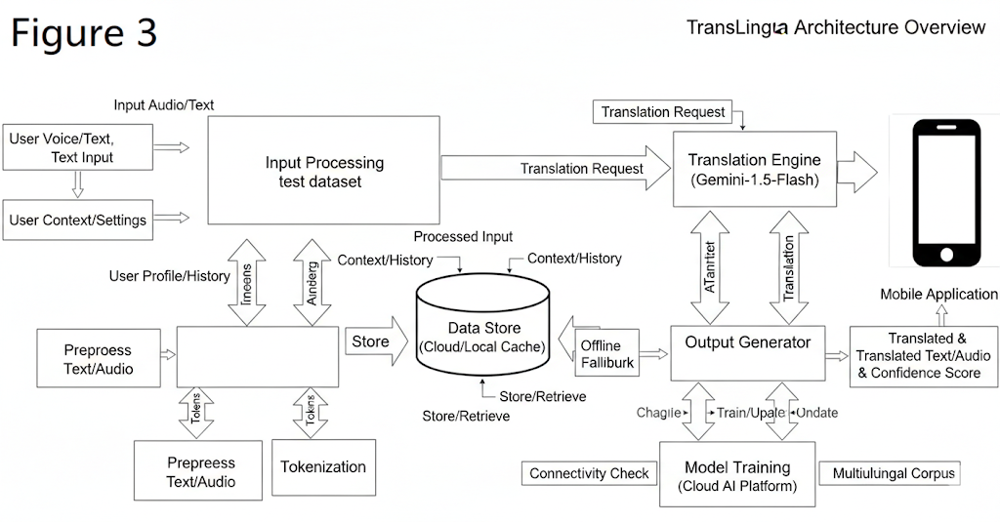 Figure 3
TransLingra Architecture Overview
Input Audio/Text
User Voice/Text,
Text Input
User Context/Settings
Input Processing
test dataset
Translation Request
Translation Request
Translation Engine
(Gemini-1.5-Flash)
Processed Input
Context/History
Context/History
User Profile/History
Translation
Mobile Application
Preproess
Text/Audio
Store
Data Store
(Cloud/Local Cache)
Offline
Falliburk
Output Generator
Translated &
Translated Text/Audio
& Confidence Score
Store/Retrieve
Store/Retrieve
Tolens
Prepreess
Text/Audio
Tokenization
Chagile
Train/Upale
Undate
Connectivity Check
Model Training
(Cloud AI Platform)
Multiulungal Corpus